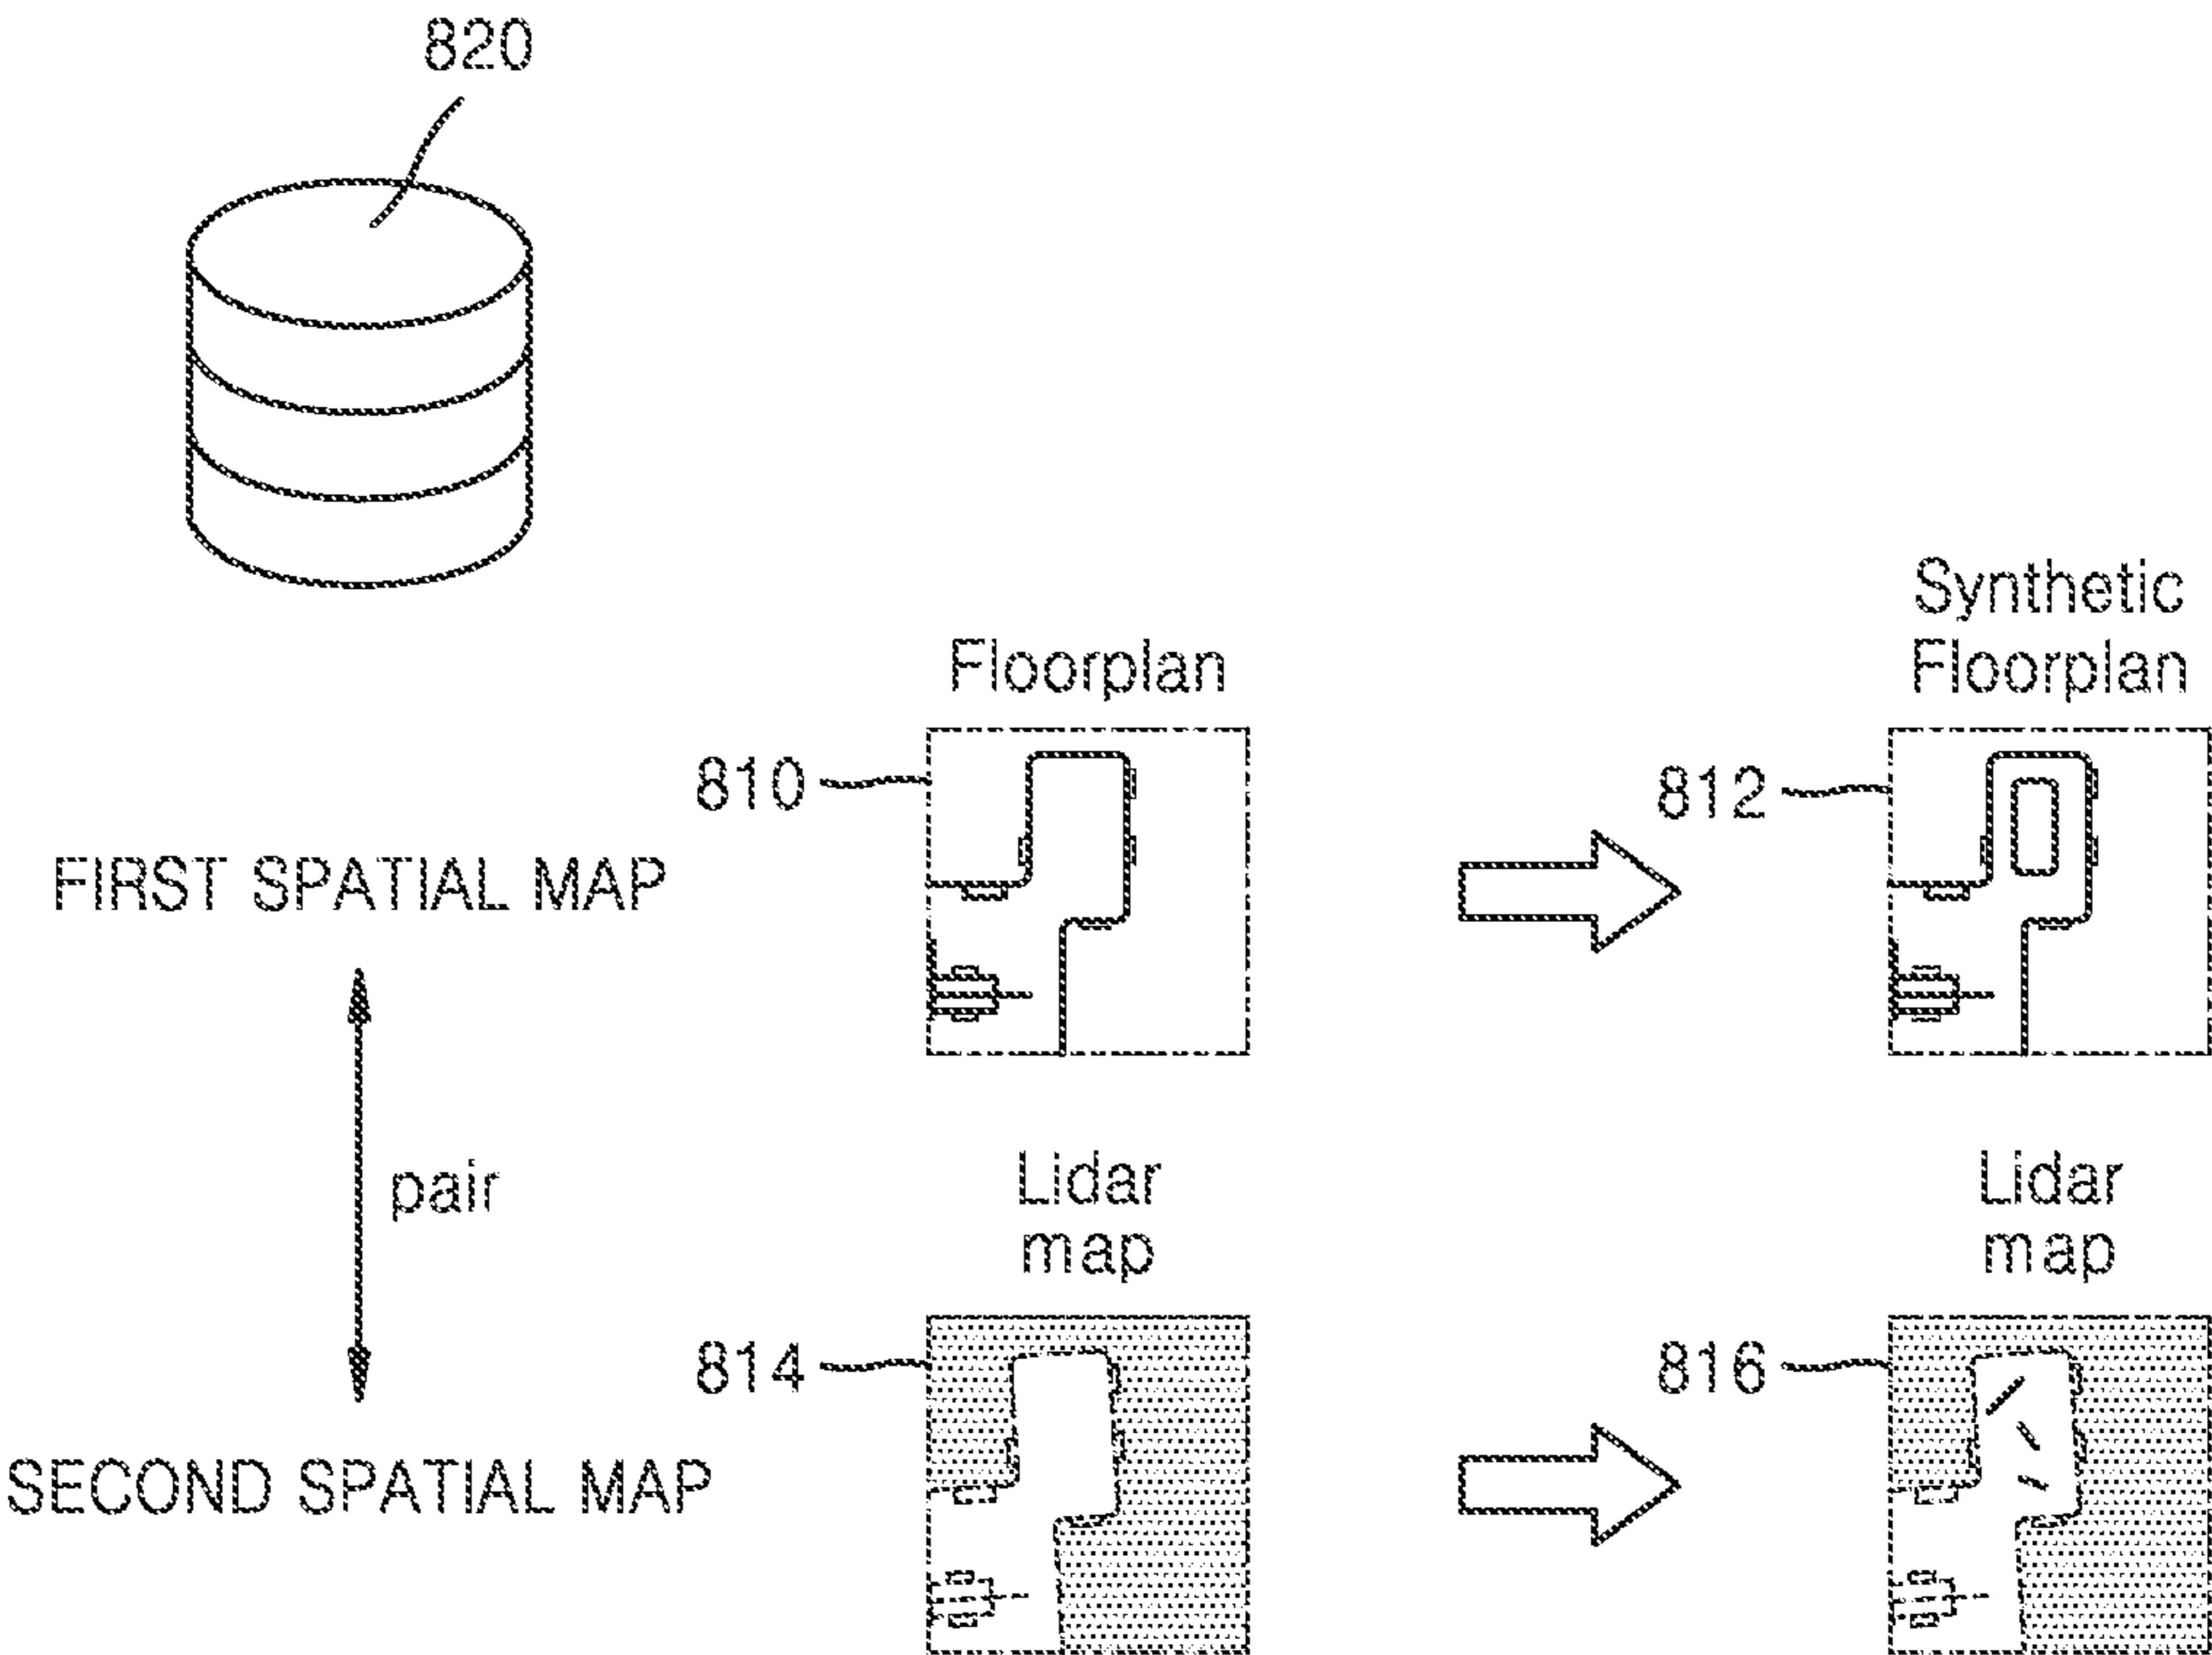 820
Synthetic
Floorplan
Floorplan
810
812
FIRST SPATIAL MAP
pair
Lidar
map
Lidar
map
814
816
SECOND SPATIAL MAP